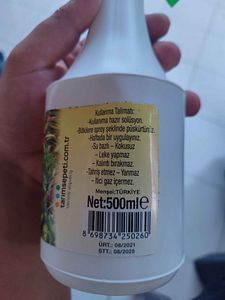 Kullanma Talimatı:
-Kullanıma hazır solüsyon.
-Bitkilere sprey şeklinde püskürtünüz.
-Haftada bir uygulayınız.
-Su bazlı – Kokusuz
– Leke yapmaz
– Kalıntı bırakmaz.
-Tahriş etmez – Yanmaz
– İtici gaz içermez.
Menşei:TÜRKİYE
Net:500ml℮
8 698734 250260
ÜRT.: 08/2021
STT.: 08/2025
tarimsepeti.com.tr